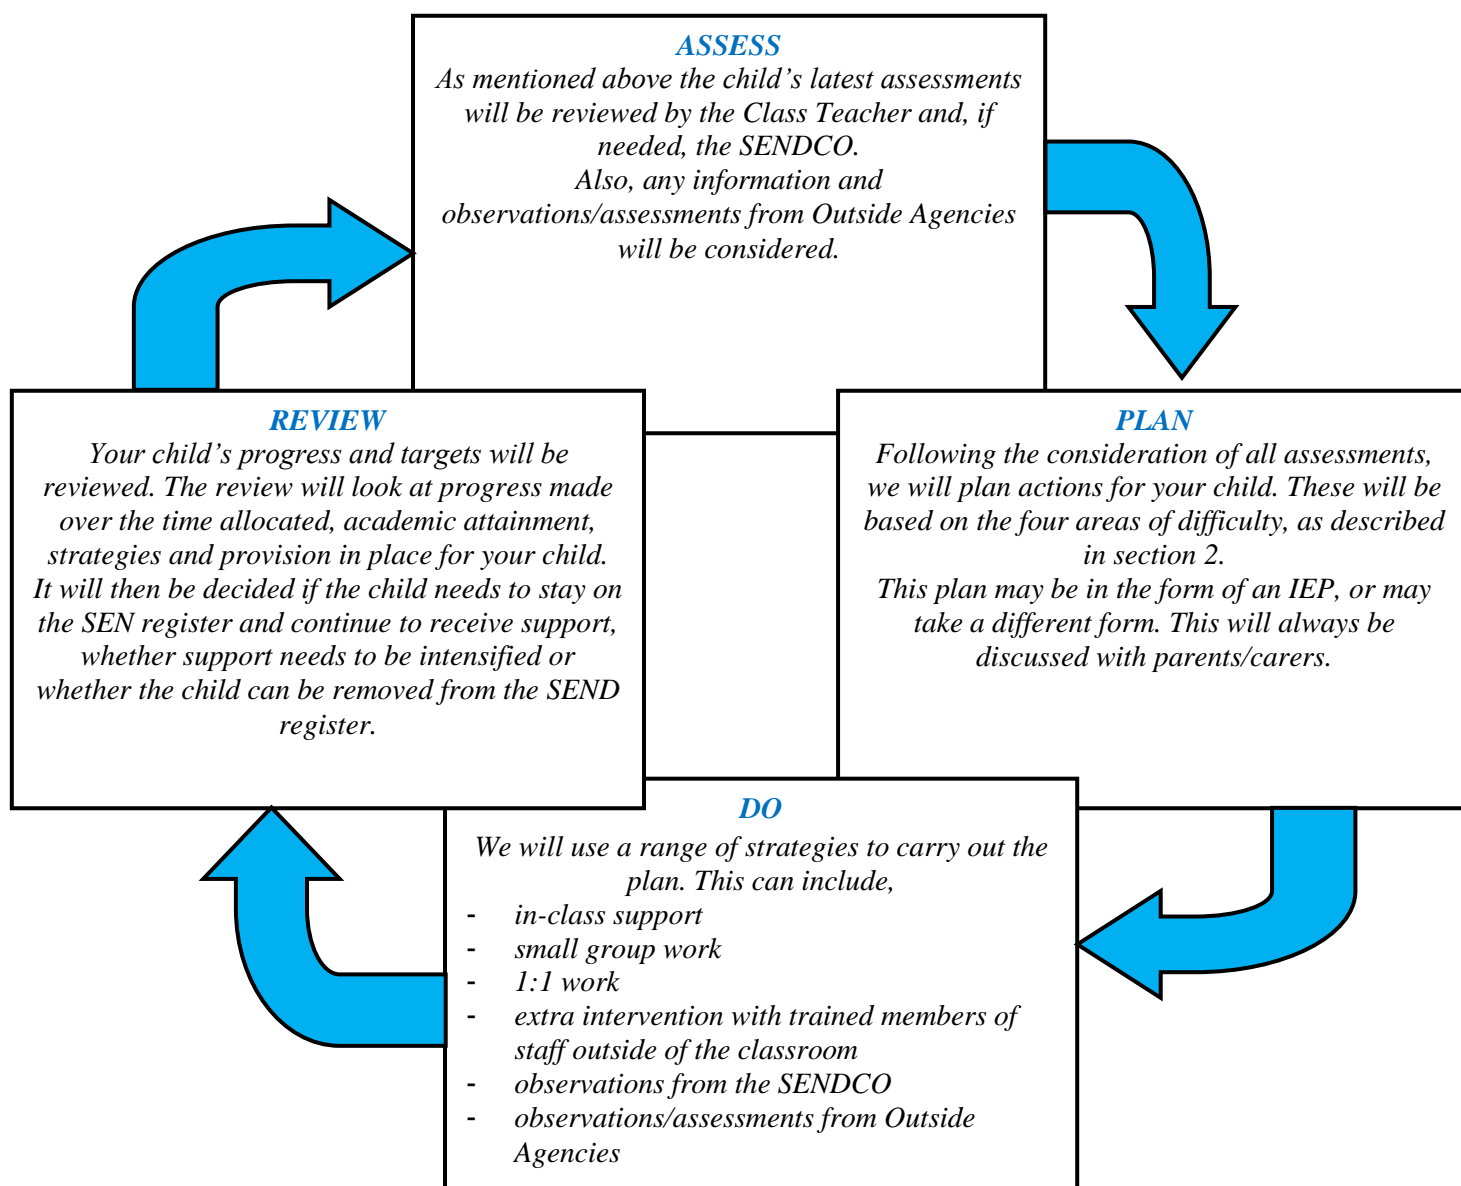 ASSESS
As mentioned above the child’s latest assessments
will be reviewed by the Class Teacher and, if
needed, the SENDCO.
Also, any information and
observations/assessments from Outside Agencies
will be considered.
PLAN
Following the consideration of all assessments,
we will plan actions for your child. These will be
based on the four areas of difficulty, as described
in section 2.
This plan may be in the form of an IEP, or may
take a different form. This will always be
discussed with parents/carers.
DO
We will use a range of strategies to carry out the
plan. This can include,
- in-class support
- small group work
- 1:1 work
- extra intervention with trained members of
staff outside of the classroom
- observations from the SENDCO
- observations/assessments from Outside
Agencies
REVIEW
Your child’s progress and targets will be
reviewed. The review will look at progress made
over the time allocated, academic attainment,
strategies and provision in place for your child.
It will then be decided if the child needs to stay on
the SEN register and continue to receive support,
whether support needs to be intensified or
whether the child can be removed from the SEND
register.